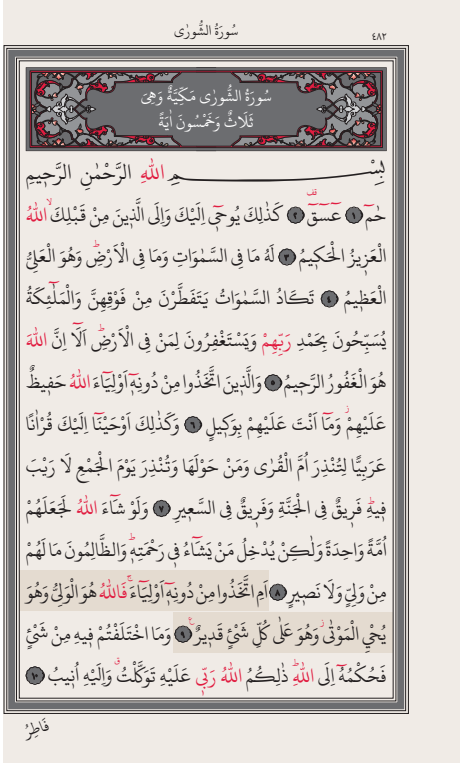 سُورَةُ الشُّورٰى
٤٨٢
سُورَةُ الشُّورٰى مَكِّيَّةٌ وَهِىَ
ثَلَاثٌ وَخَمْسُونَ اٰيَةً
بِسْــــــــمِ اللّٰهِ الرَّحْمٰنِ الرَّح۪يمِ
حٰمٓ ﴿١﴾ عٓسٓقٓ ﴿٢﴾ كَذٰلِكَ يُوح۪ٓى اِلَيْكَ وَاِلَى الَّذ۪ينَ مِنْ قَبْلِكَۙ اللّٰهُ
الْعَز۪يزُ الْحَك۪يمُ ﴿٣﴾ لَهُ مَا فِى السَّمٰوَاتِ وَمَا فِى الْاَرْضِۜ وَهُوَ الْعَلِىُّ
الْعَظ۪يمُ ﴿٤﴾ تَكَادُ السَّمٰوَاتُ يَتَفَطَّرْنَ مِنْ فَوْقِهِنَّ وَالْمَلٰٓئِكَةُ
يُسَبِّحُونَ بِحَمْدِ رَبِّهِمْ وَيَسْتَغْفِرُونَ لِمَنْ فِى الْاَرْضِۜ اَلَٓا اِنَّ اللّٰهَ
هُوَ الْغَفُورُ الرَّح۪يمُ ﴿٥﴾ وَالَّذ۪ينَ اتَّخَذُوا مِنْ دُونِه۪ٓ اَوْلِيَٓاءَ اللّٰهُ حَف۪يظٌ
عَلَيْهِمْۘ وَمَٓا اَنْتَ عَلَيْهِمْ بِوَك۪يلٍ ﴿٦﴾ وَكَذٰلِكَ اَوْحَيْنَٓا اِلَيْكَ قُرْاٰنًا
عَرَبِيًّا لِتُنْذِرَ اُمَّ الْقُرٰى وَمَنْ حَوْلَهَا وَتُنْذِرَ يَوْمَ الْجَمْعِ لَا رَيْبَ
ف۪يهِۜ فَر۪يقٌ فِى الْجَنَّةِ وَفَر۪يقٌ فِى السَّع۪يرِ ﴿٧﴾ وَلَوْ شَٓاءَ اللّٰهُ لَجَعَلَهُمْ
اُمَّةً وَاحِدَةً وَلٰكِنْ يُدْخِلُ مَنْ يَشَٓاءُ ف۪ى رَحْمَتِه۪ۜ وَالظَّالِمُونَ مَا لَهُمْ
مِنْ وَلِىٍّ وَلَا نَص۪يرٍ ﴿٨﴾ اَمِ اتَّخَذُوا مِنْ دُونِه۪ٓ اَوْلِيَٓاءَۚ فَاللّٰهُ هُوَ الْوَلِىُّ وَهُوَ
يُحْيِ الْمَوْتٰىۘ وَهُوَ عَلٰى كُلِّ شَىْءٍ قَد۪يرٌ۟ ﴿٩﴾ وَمَا اخْتَلَفْتُمْ ف۪يهِ مِنْ شَىْءٍ
فَحُكْمُهُٓ اِلَى اللّٰهِۜ ذٰلِكُمُ اللّٰهُ رَبّ۪ى عَلَيْهِ تَوَكَّلْتُۗ وَاِلَيْهِ اُن۪يبُ ﴿١٠﴾
فَاطِرُ